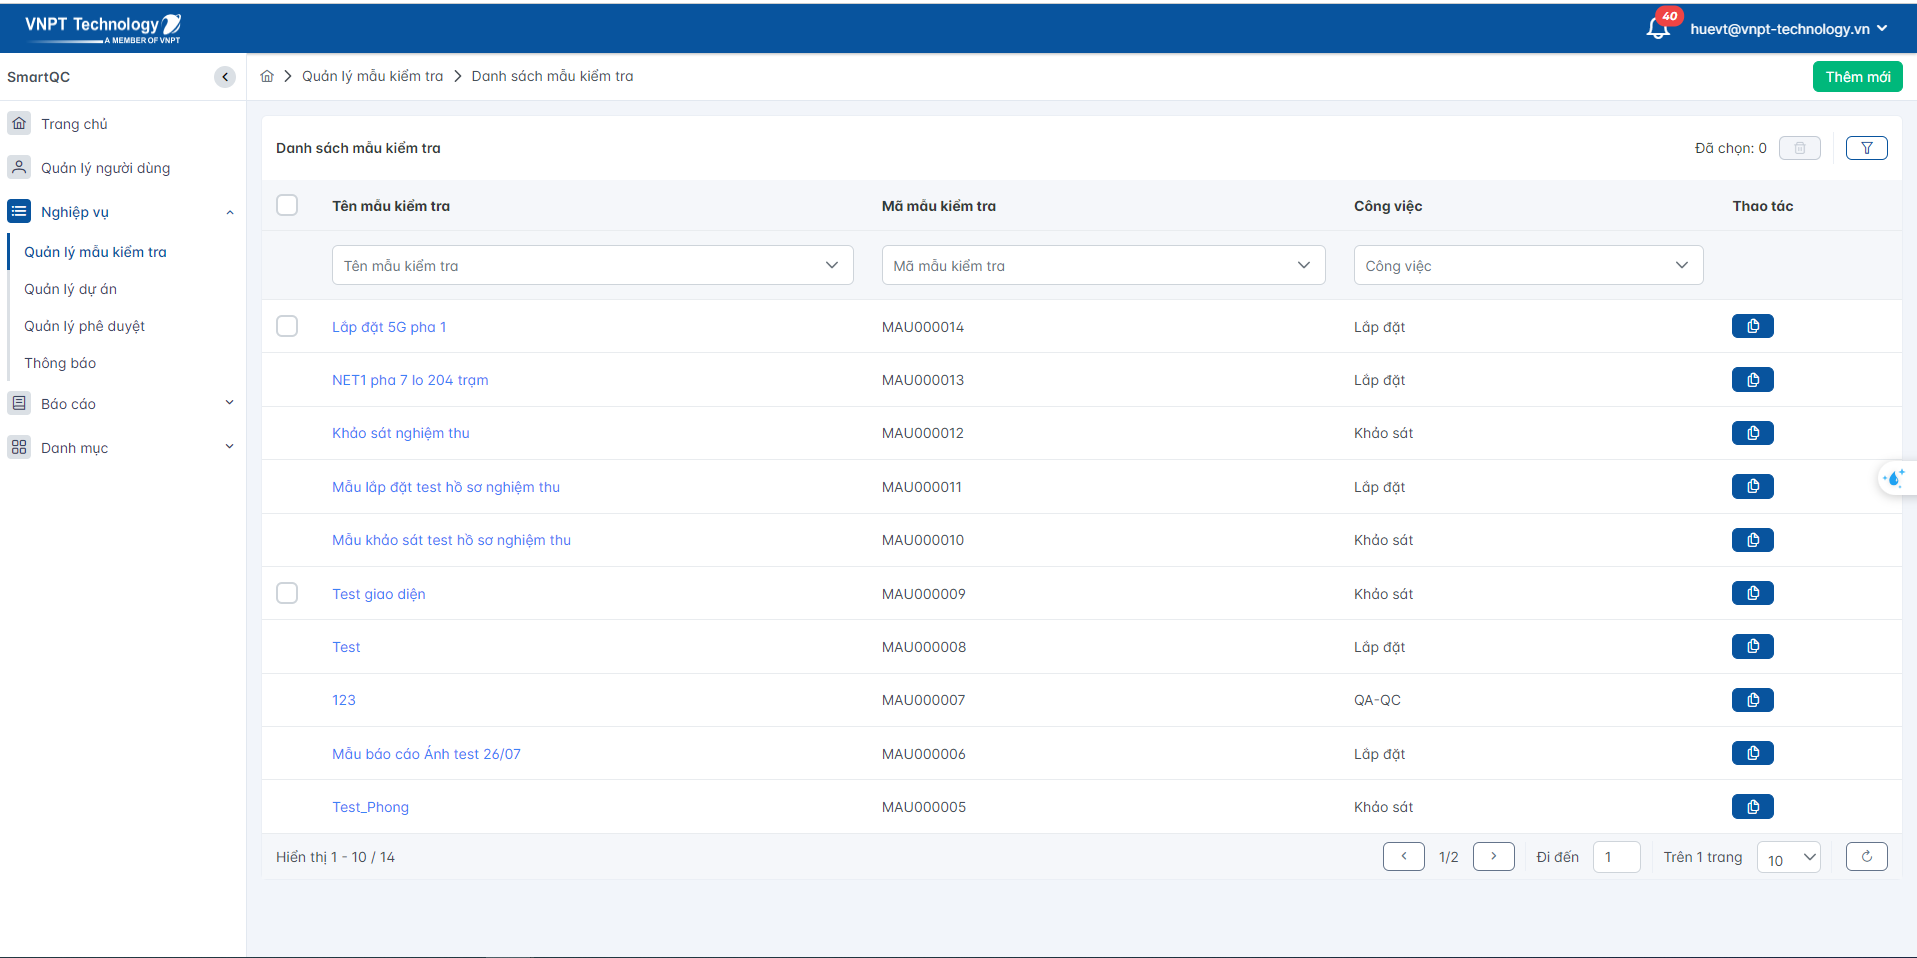 VNPT Technology
A MEMBER OF VNPT
40
huevt@vnpt-technology.vn
SmartQC
Quản lý mẫu kiểm tra
Danh sách mẫu kiểm tra
Thêm mới
Trang chủ
Quản lý người dùng
Nghiệp vụ
Quản lý mẫu kiểm tra
Quản lý dự án
Quản lý phê duyệt
Thông báo
Báo cáo
Danh mục
Danh sách mẫu kiểm tra
Đã chọn: 0
Tên mẫu kiểm tra Mã mẫu kiểm tra Công việc Thao tác
Tên mẫu kiểm tra Mã mẫu kiểm tra Công việc
Lắp đặt 5G pha 1 MAU000014 Lắp đặt
NET1 pha 7 lo 204 trạm MAU000013 Lắp đặt
Khảo sát nghiệm thu MAU000012 Khảo sát
Mẫu lắp đặt test hồ sơ nghiệm thu MAU000011 Lắp đặt
Mẫu khảo sát test hồ sơ nghiệm thu MAU000010 Khảo sát
Test giao diện MAU000009 Khảo sát
Test MAU000008 Lắp đặt
123 MAU000007 QA-QC
Mẫu báo cáo Ánh test 26/07 MAU000006 Lắp đặt
Test_Phong MAU000005 Khảo sát
Hiển thị 1 - 10 / 14
1/2
Đi đến 1
Trên 1 trang 10